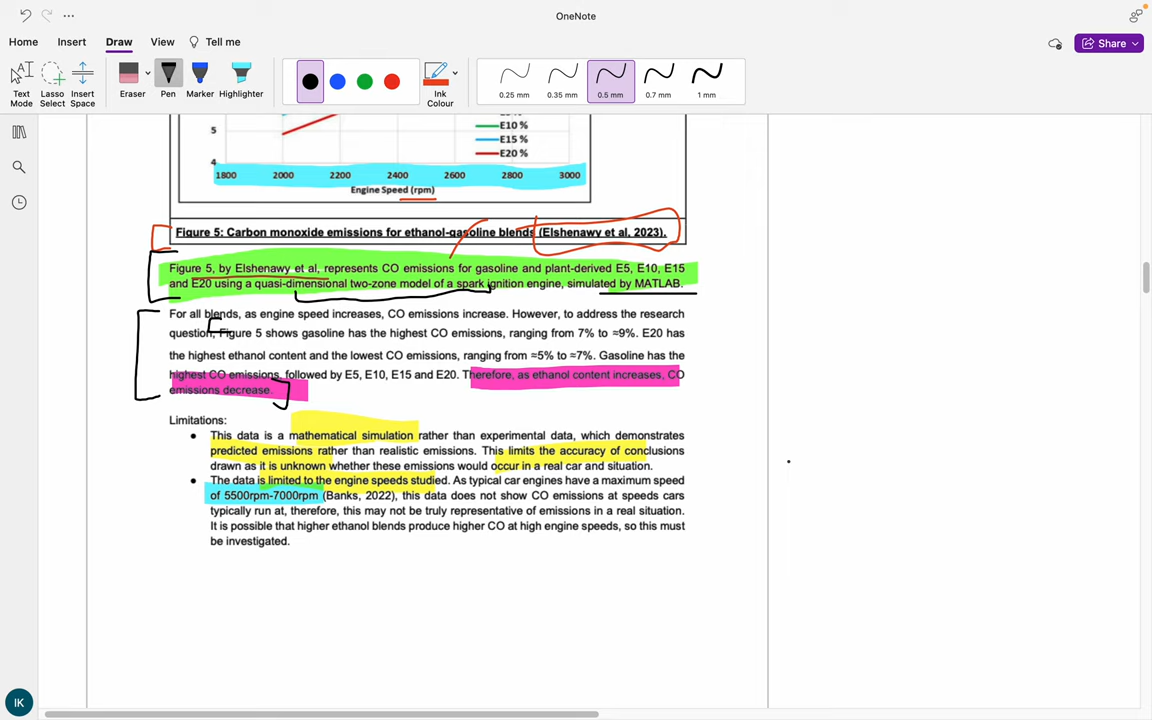 OneNote
Home Insert Draw View Tell me
Share
Text Mode
Lasso Select
Insert Space
Eraser
Pen
Marker
Highlighter
Ink Colour
0.25 mm
0.35 mm
0.5 mm
0.7 mm
1 mm
E10 %
5
E15 %
E20 %
4
1800 2000 2200 2400 2600 2800 3000
Engine Speed (rpm)
Figure 5: Carbon monoxide emissions for ethanol-gasoline blends (Elshenawy et al, 2023).
Figure 5, by Elshenawy et al, represents CO emissions for gasoline and plant-derived E5, E10, E15
and E20 using a quasi-dimensional two-zone model of a spark ignition engine, simulated by MATLAB.
For all blends, as engine speed increases, CO emissions increase. However, to address the research
question, Figure 5 shows gasoline has the highest CO emissions, ranging from 7% to ≈9%. E20 has
the highest ethanol content and the lowest CO emissions, ranging from ≈5% to ≈7%. Gasoline has the
highest CO emissions, followed by E5, E10, E15 and E20. Therefore, as ethanol content increases, CO
emissions decrease.
Limitations:
● This data is a mathematical simulation rather than experimental data, which demonstrates
predicted emissions rather than realistic emissions. This limits the accuracy of conclusions
drawn as it is unknown whether these emissions would occur in a real car and situation.
● The data is limited to the engine speeds studied. As typical car engines have a maximum speed
of 5500rpm-7000rpm (Banks, 2022), this data does not show CO emissions at speeds cars
typically run at, therefore, this may not be truly representative of emissions in a real situation.
It is possible that higher ethanol blends produce higher CO at high engine speeds, so this must
be investigated.
IK